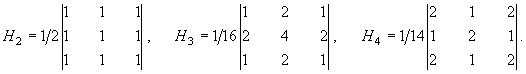 H₂ = 1/2 |1 1 1| , H₃ = 1/16 |1 2 1| , H₄ = 1/14 |2 1 2| .
|1 1 1| |2 4 2| |1 2 1|
|1 1 1| |1 2 1| |2 1 2|